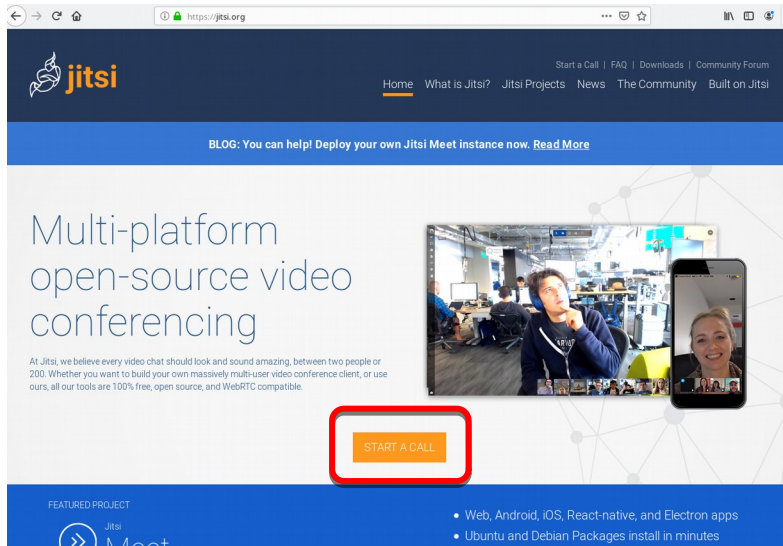 https://jitsi.org
jitsi
Start a Call | FAQ | Downloads | Community Forum
Home What is Jitsi? Jitsi Projects News The Community Built on Jitsi
BLOG: You can help! Deploy your own Jitsi Meet instance now. Read More
Multi-platform
open-source video
conferencing
At Jitsi, we believe every video chat should look and sound amazing, between two people or
200. Whether you want to build your own massively multi-user video conference client, or use
ours, all our tools are 100% free, open source, and WebRTC compatible.
START A CALL
FEATURED PROJECT
Jitsi
Meet
• Web, Android, iOS, React-native, and Electron apps
• Ubuntu and Debian Packages install in minutes